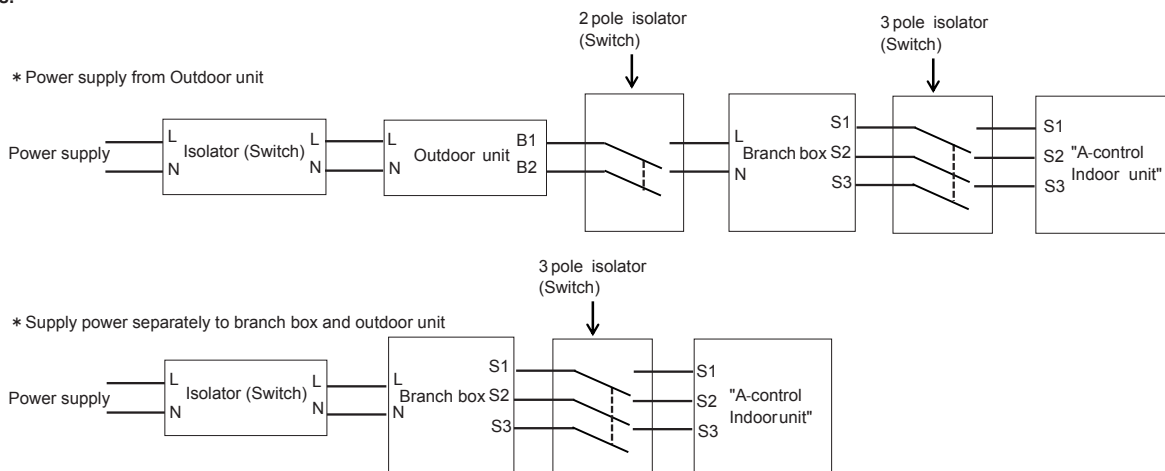 s.
2 pole isolator
(Switch)
3 pole isolator
(Switch)
* Power supply from Outdoor unit
Power supply
L
N
Isolator (Switch)
L
N
L
N
Outdoor unit
B1
B2
L
N
Branch box
S1
S2
S3
S1
S2
S3
"A-control
Indoor unit"
3 pole isolator
(Switch)
* Supply power separately to branch box and outdoor unit
Power supply
L
N
Isolator (Switch)
L
N
L
N
Branch box
S1
S2
S3
S1
S2
S3
"A-control
Indoor unit"